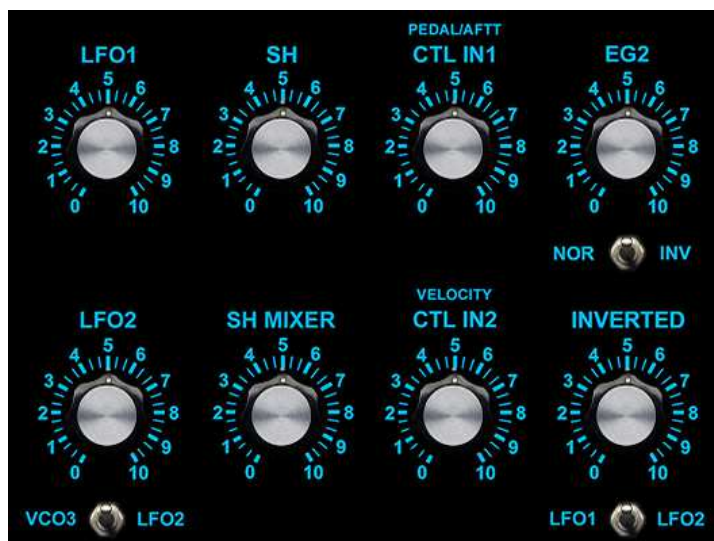 PEDAL/AFTT
LFO1 SH CTL IN1 EG2
5 5 5 5
4 6 4 6 4 6 4 6
3 7 3 7 3 7 3 7
2 8 2 8 2 8 2 8
1 9 1 9 1 9 1 9
0 10 0 10 0 10 0 10
NOR INV
VELOCITY
LFO2 SH MIXER CTL IN2 INVERTED
5 5 5 5
4 6 4 6 4 6 4 6
3 7 3 7 3 7 3 7
2 8 2 8 2 8 2 8
1 9 1 9 1 9 1 9
0 10 0 10 0 10 0 10
VCO3 LFO2 LFO1 LFO2